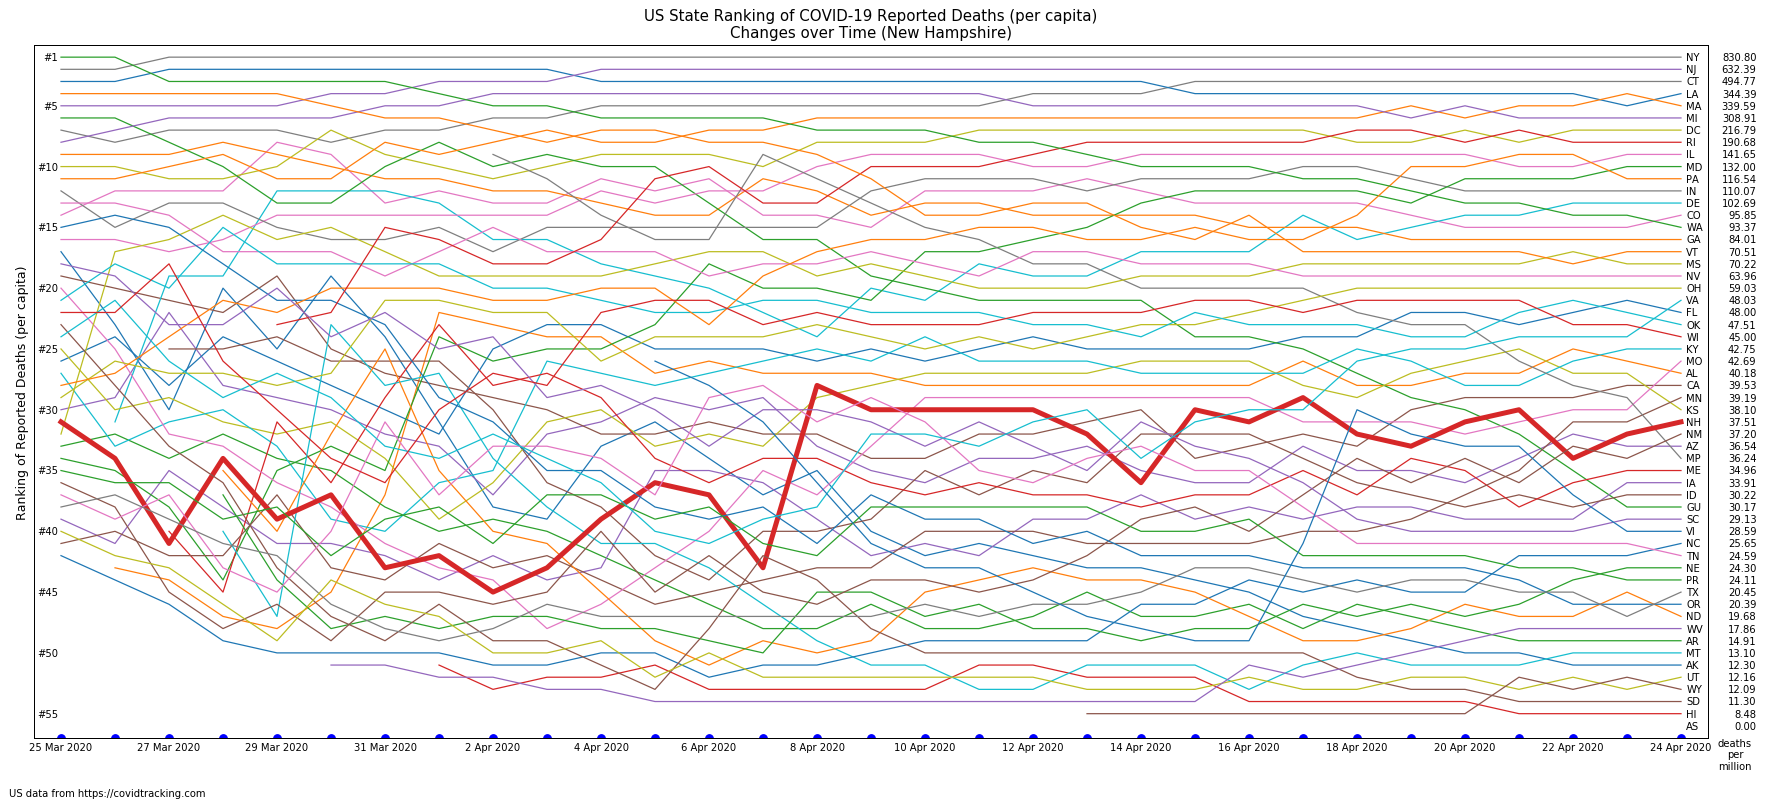 US State Ranking of COVID-19 Reported Deaths (per capita)
Changes over Time (New Hampshire)
Ranking of Reported Deaths (per capita)
#1
#5
#10
#15
#20
#25
#30
#35
#40
#45
#50
#55
NY 830.80
NJ 632.39
CT 494.77
LA 344.39
MA 339.59
MI 308.91
DC 216.79
RI 190.68
IL 141.65
MD 132.00
PA 116.54
IN 110.07
DE 102.69
CO 95.85
WA 93.37
GA 84.01
VT 70.51
MS 70.22
NV 63.96
OH 59.03
VA 48.03
FL 48.00
OK 47.51
WI 45.00
KY 42.75
MO 42.69
AL 40.18
CA 39.53
MN 39.19
KS 38.10
NH 37.51
NM 37.20
AZ 36.54
MP 36.24
ME 34.96
IA 33.91
ID 30.22
GU 30.17
SC 29.13
VI 28.59
NC 25.65
TN 24.59
NE 24.30
PR 24.11
TX 20.45
OR 20.39
ND 19.68
WV 17.86
AR 14.91
MT 13.10
AK 12.30
UT 12.16
WY 12.09
SD 11.30
HI 8.48
AS 0.00
25 Mar 2020 27 Mar 2020 29 Mar 2020 31 Mar 2020 2 Apr 2020 4 Apr 2020 6 Apr 2020 8 Apr 2020 10 Apr 2020 12 Apr 2020 14 Apr 2020 16 Apr 2020 18 Apr 2020 20 Apr 2020 22 Apr 2020 24 Apr 2020
deaths
per
million
US data from https://covidtracking.com